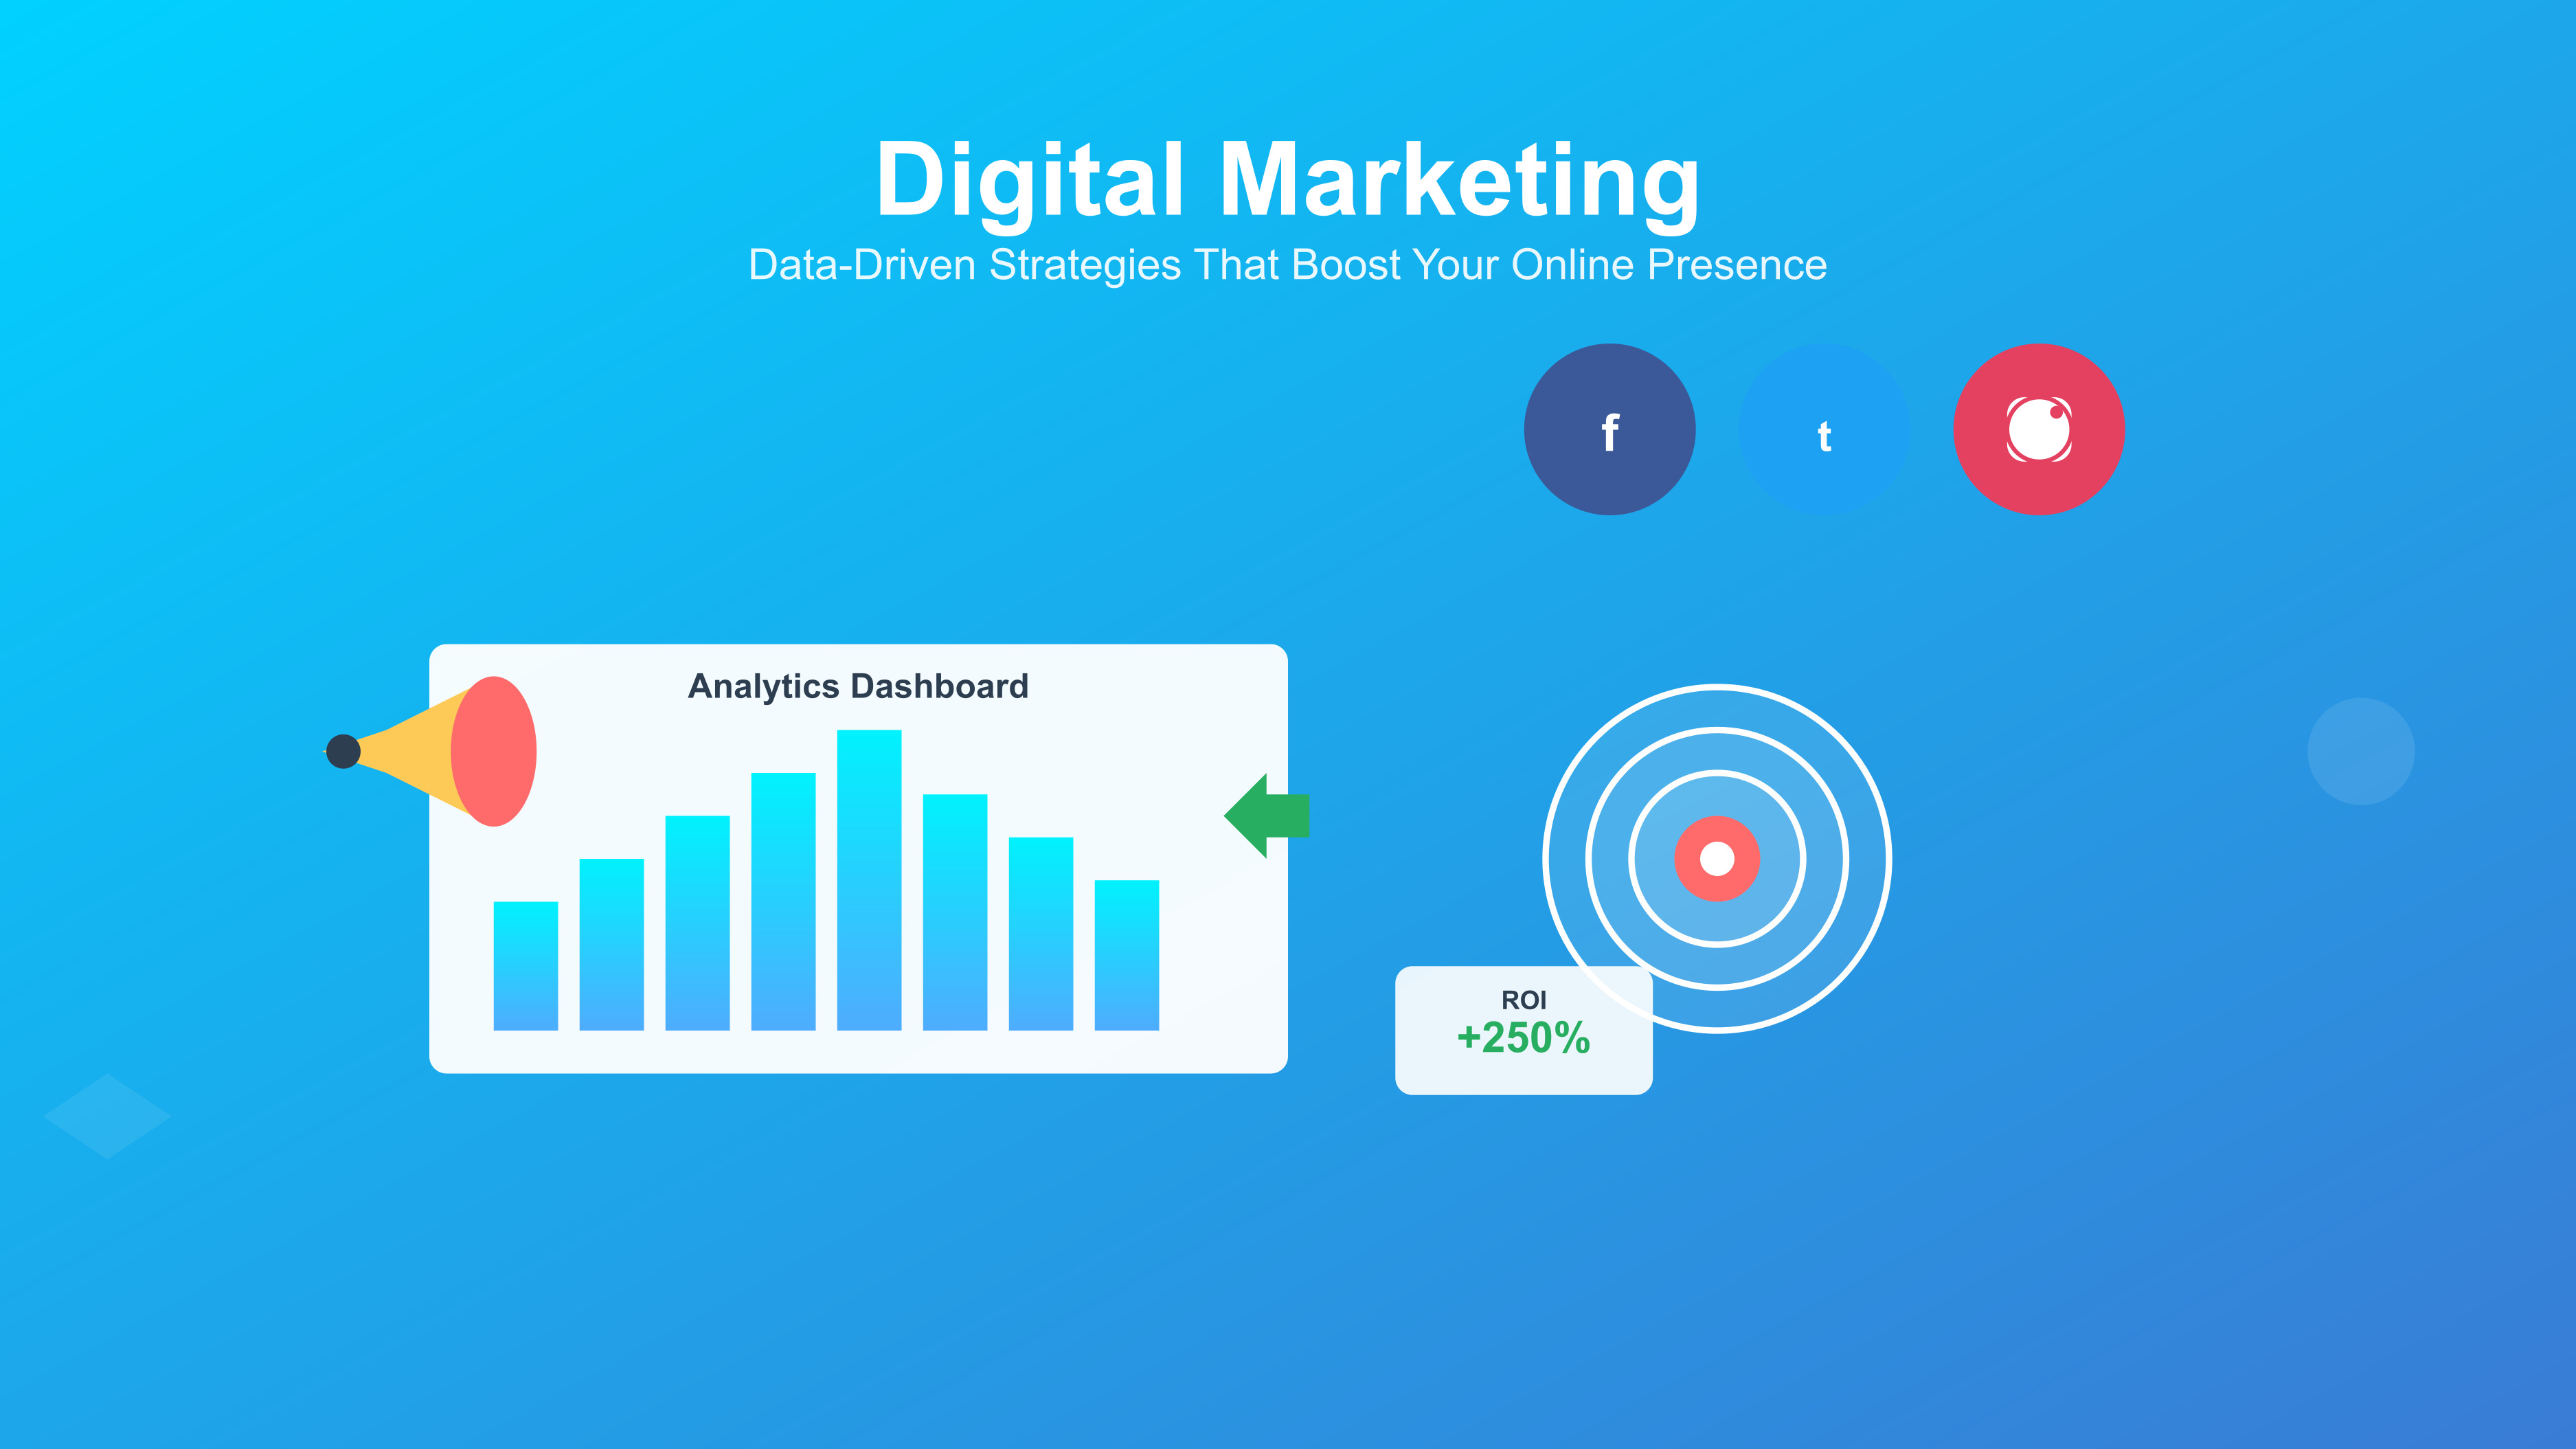 Digital Marketing
Data-Driven Strategies That Boost Your Online Presence
f
t
Analytics Dashboard
ROI
+250%